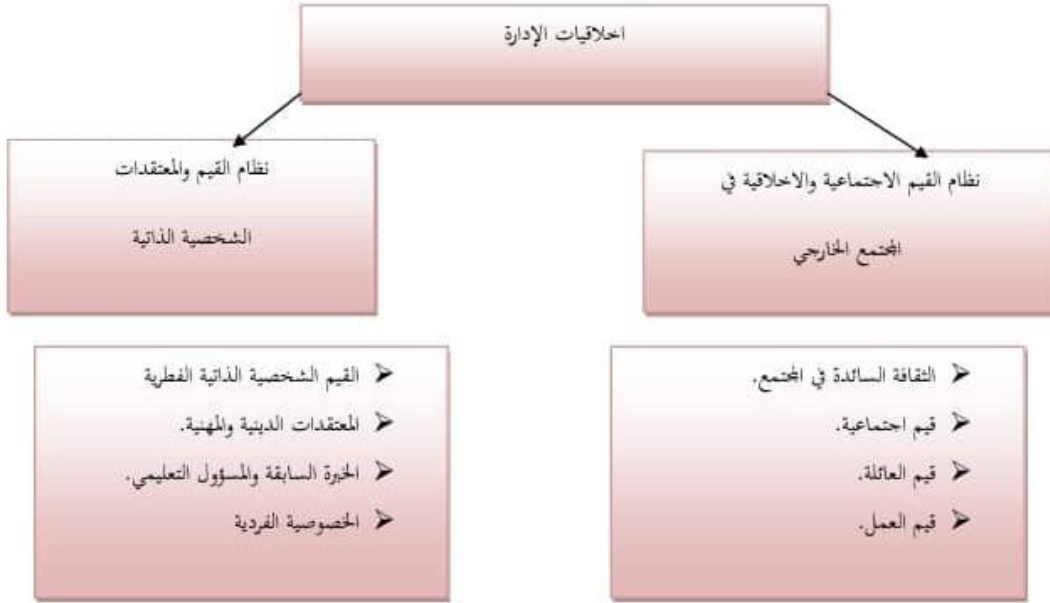 اخلاقيات الإدارة
نظام القيم الاجتماعية والاخلاقية في
المجتمع الخارجي
الثقافة السائدة في المجتمع.
قيم اجتماعية.
قيم العائلة.
قيم العمل.
نظام القيم والمعتقدات
الشخصية الذاتية
القيم الشخصية الذاتية الفطرية
المعتقدات الدينية والمهنية.
الخبرة السابقة والمسؤول التعليمي.
الخصوصية الفردية